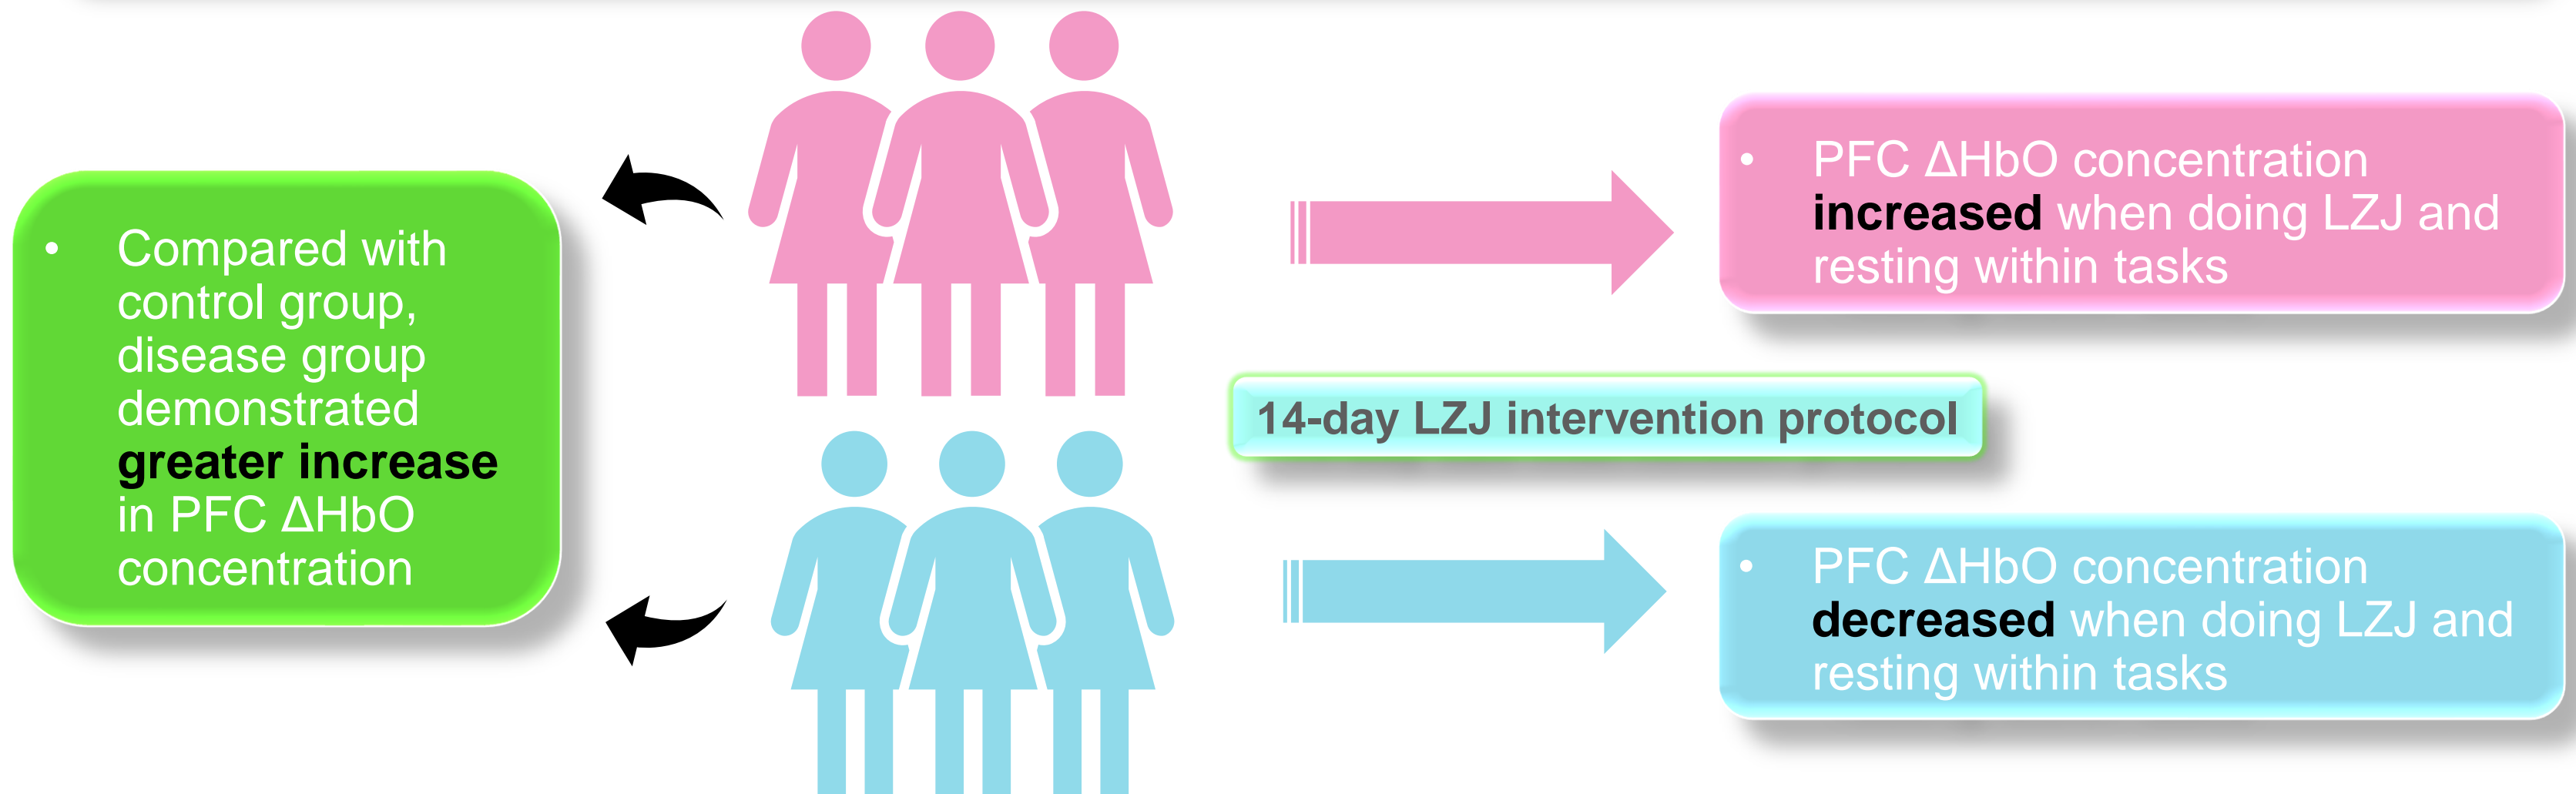 • Compared with
control group,
disease group
demonstrated
greater increase
in PFC ΔHbO
concentration
• PFC ΔHbO concentration
increased when doing LZJ and
resting within tasks
14-day LZJ intervention protocol
• PFC ΔHbO concentration
decreased when doing LZJ and
resting within tasks